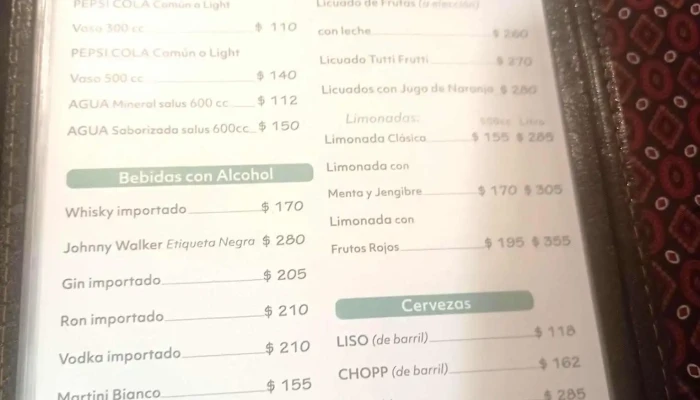 PEPSI COLA Común o Light
Vaso 300 cc $ 110
PEPSI COLA Común o Light
Vaso 500 cc $ 140
AGUA Mineral salus 600 cc $ 112
AGUA Saborizada salus 600cc $ 150
Bebidas con Alcohol
Whisky importado $ 170
Johnny Walker Etiqueta Negra $ 280
Gin importado $ 205
Ron importado $ 210
Vodka importado $ 210
Martini Bianco $ 155
Licuado de Frutas (a elección)
con leche $ 260
Licuado Tutti Frutti $ 270
Licuados con Jugo de Naranja $ 280
Limonadas: 500cc Litro
Limonada Clásica $ 155 $ 285
Limonada con
Menta y Jengibre $ 170 $ 305
Limonada con
Frutos Rojos $ 195 $ 355
Cervezas
LISO (de barril) $ 118
CHOPP (de barril) $ 162
$ 285